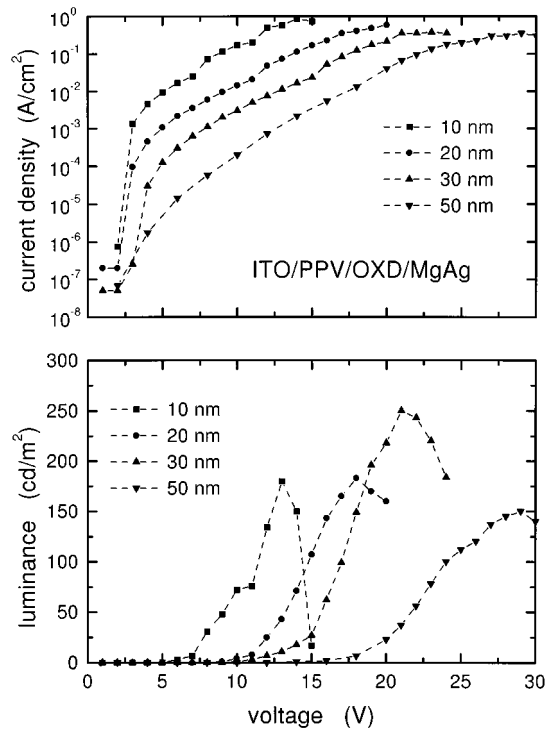 10⁰
10⁻¹
10⁻²
10⁻³
10⁻⁴
10⁻⁵
10⁻⁶
10⁻⁷
10⁻⁸
current density (A/cm²)
10 nm
20 nm
30 nm
50 nm
ITO/PPV/OXD/MgAg
300
250
200
150
100
50
0
luminance (cd/m²)
10 nm
20 nm
30 nm
50 nm
0 5 10 15 20 25 30
voltage (V)